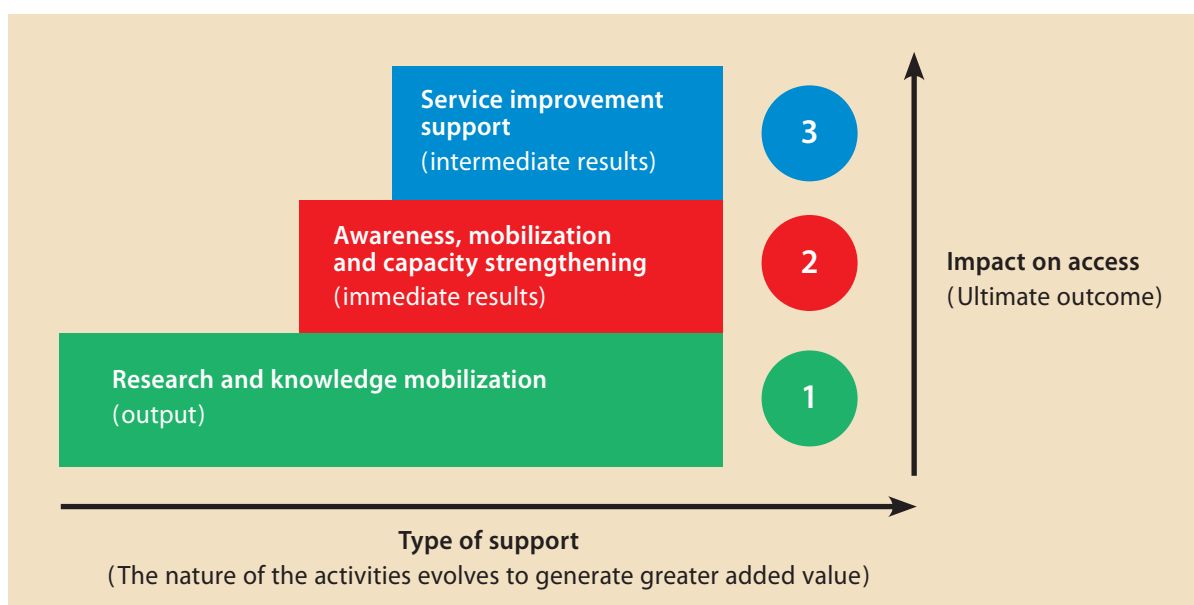 Service improvement
support
(intermediate results)
3
Awareness, mobilization
and capacity strengthening
(immediate results)
2
Impact on access
(Ultimate outcome)
Research and knowledge mobilization
(output)
1
Type of support
(The nature of the activities evolves to generate greater added value)